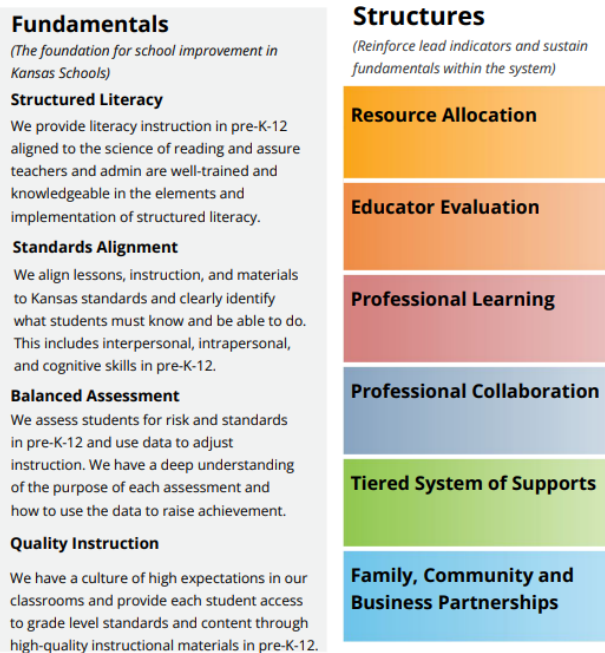 Fundamentals
(The foundation for school improvement in
Kansas Schools)
Structured Literacy
We provide literacy instruction in pre-K-12
aligned to the science of reading and assure
teachers and admin are well-trained and
knowledgeable in the elements and
implementation of structured literacy.
Standards Alignment
We align lessons, instruction, and materials
to Kansas standards and clearly identify
what students must know and be able to do.
This includes interpersonal, intrapersonal,
and cognitive skills in pre-K-12.
Balanced Assessment
We assess students for risk and standards
in pre-K-12 and use data to adjust
instruction. We have a deep understanding
of the purpose of each assessment and
how to use the data to raise achievement.
Quality Instruction
We have a culture of high expectations in our
classrooms and provide each student access
to grade level standards and content through
high-quality instructional materials in pre-K-12.
Structures
(Reinforce lead indicators and sustain
fundamentals within the system)
Resource Allocation
Educator Evaluation
Professional Learning
Professional Collaboration
Tiered System of Supports
Family, Community and
Business Partnerships